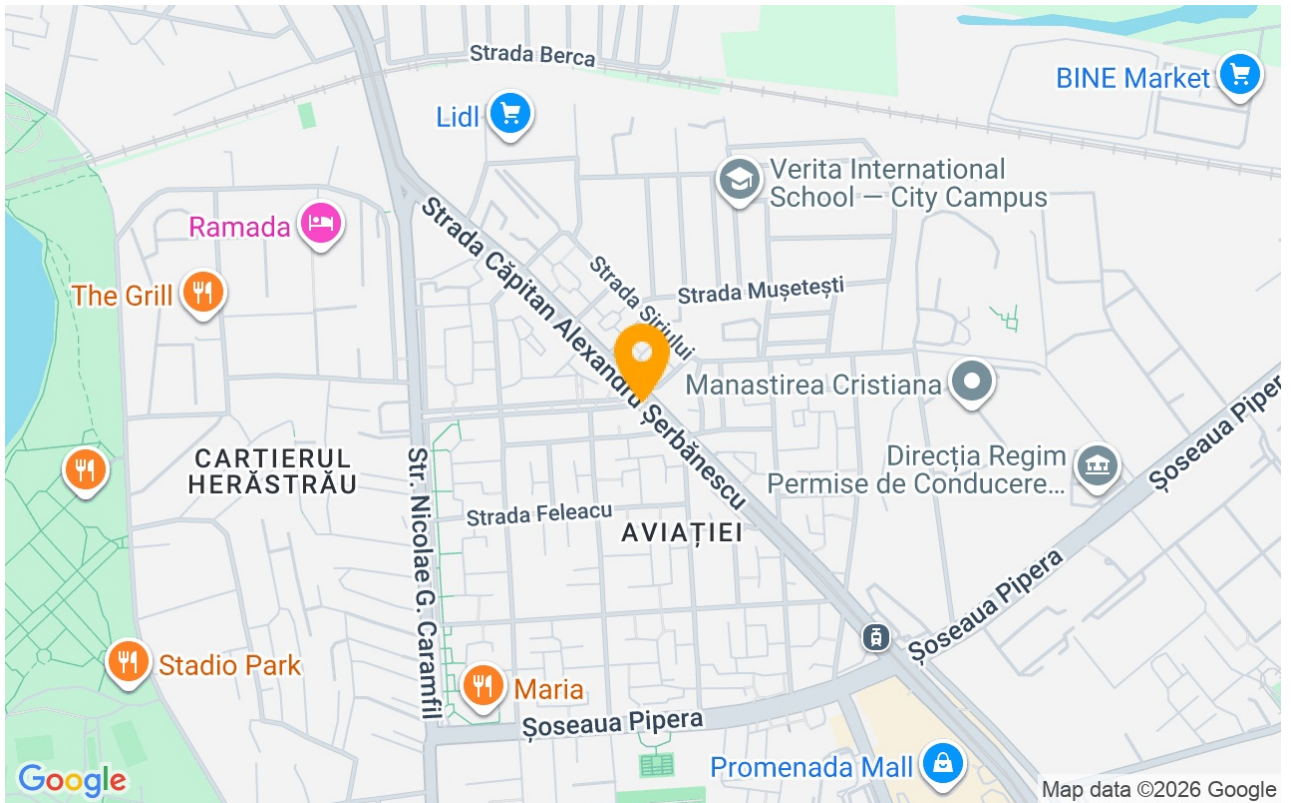 Strada Berca
BINE Market
Lidl
Verita International
School — City Campus
Ramada
Strada Căpitan Alexandru Șerbănescu
Strada Siriului
Strada Mușetești
The Grill
Manastirea Cristiana
CARTIERUL
HERĂSTRĂU
Str. Nicolae G. Caramfil
Direcția Regim
Permise de Conducere...
Șoseaua Pipera
Strada Feleacu
AVIAȚIEI
Șoseaua Pipera
Stadio Park
Maria
Șoseaua Pipera
Promenada Mall
Google
Map data ©2026 Google